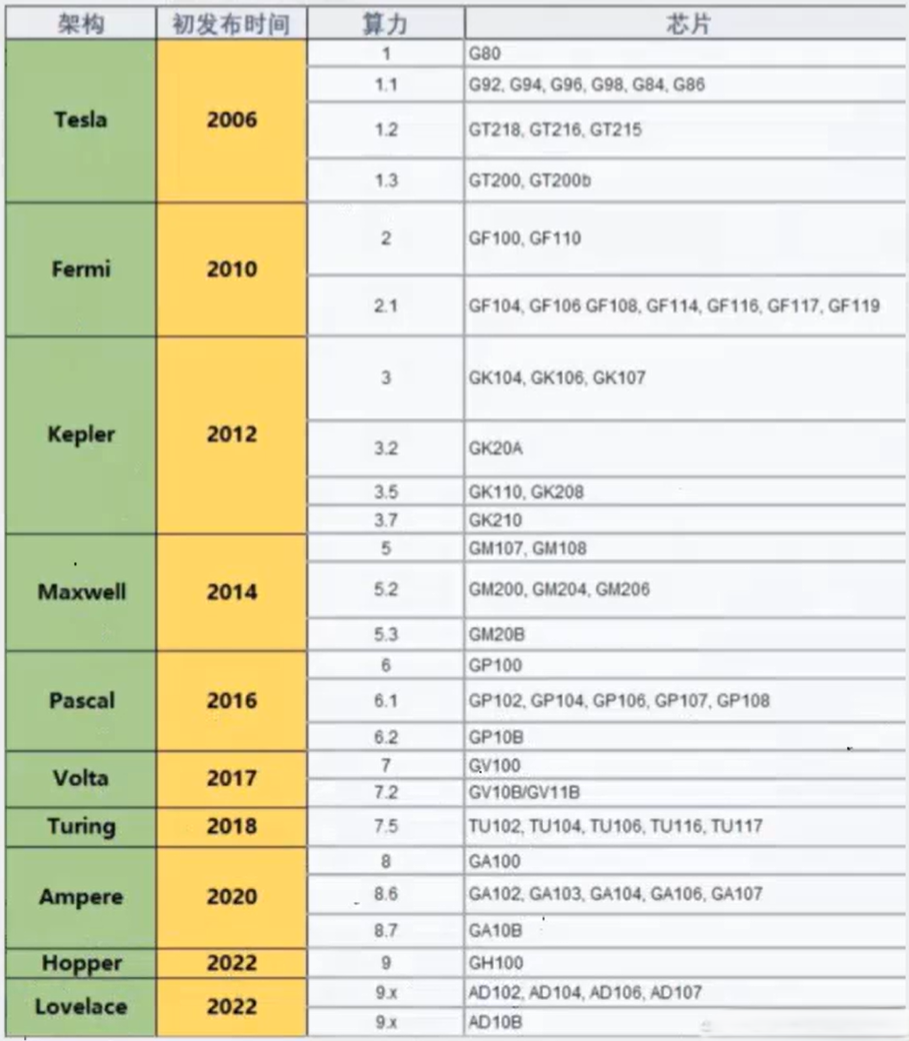 架构 初发布时间 算力 芯片
Tesla 2006 1 G80
1.1 G92, G94, G96, G98, G84, G86
1.2 GT218, GT216, GT215
1.3 GT200, GT200b
Fermi 2010 2 GF100, GF110
2.1 GF104, GF106 GF108, GF114, GF116, GF117, GF119
Kepler 2012 3 GK104, GK106, GK107
3.2 GK20A
3.5 GK110, GK208
3.7 GK210
Maxwell 2014 5 GM107, GM108
5.2 GM200, GM204, GM206
5.3 GM20B
Pascal 2016 6 GP100
6.1 GP102, GP104, GP106, GP107, GP108
6.2 GP10B
Volta 2017 7 GV100
7.2 GV10B/GV11B
Turing 2018 7.5 TU102, TU104, TU106, TU116, TU117
Ampere 2020 8 GA100
8.6 GA102, GA103, GA104, GA106, GA107
8.7 GA10B
Hopper 2022 9 GH100
Lovelace 2022 9.x AD102, AD104, AD106, AD107
9.x AD10B